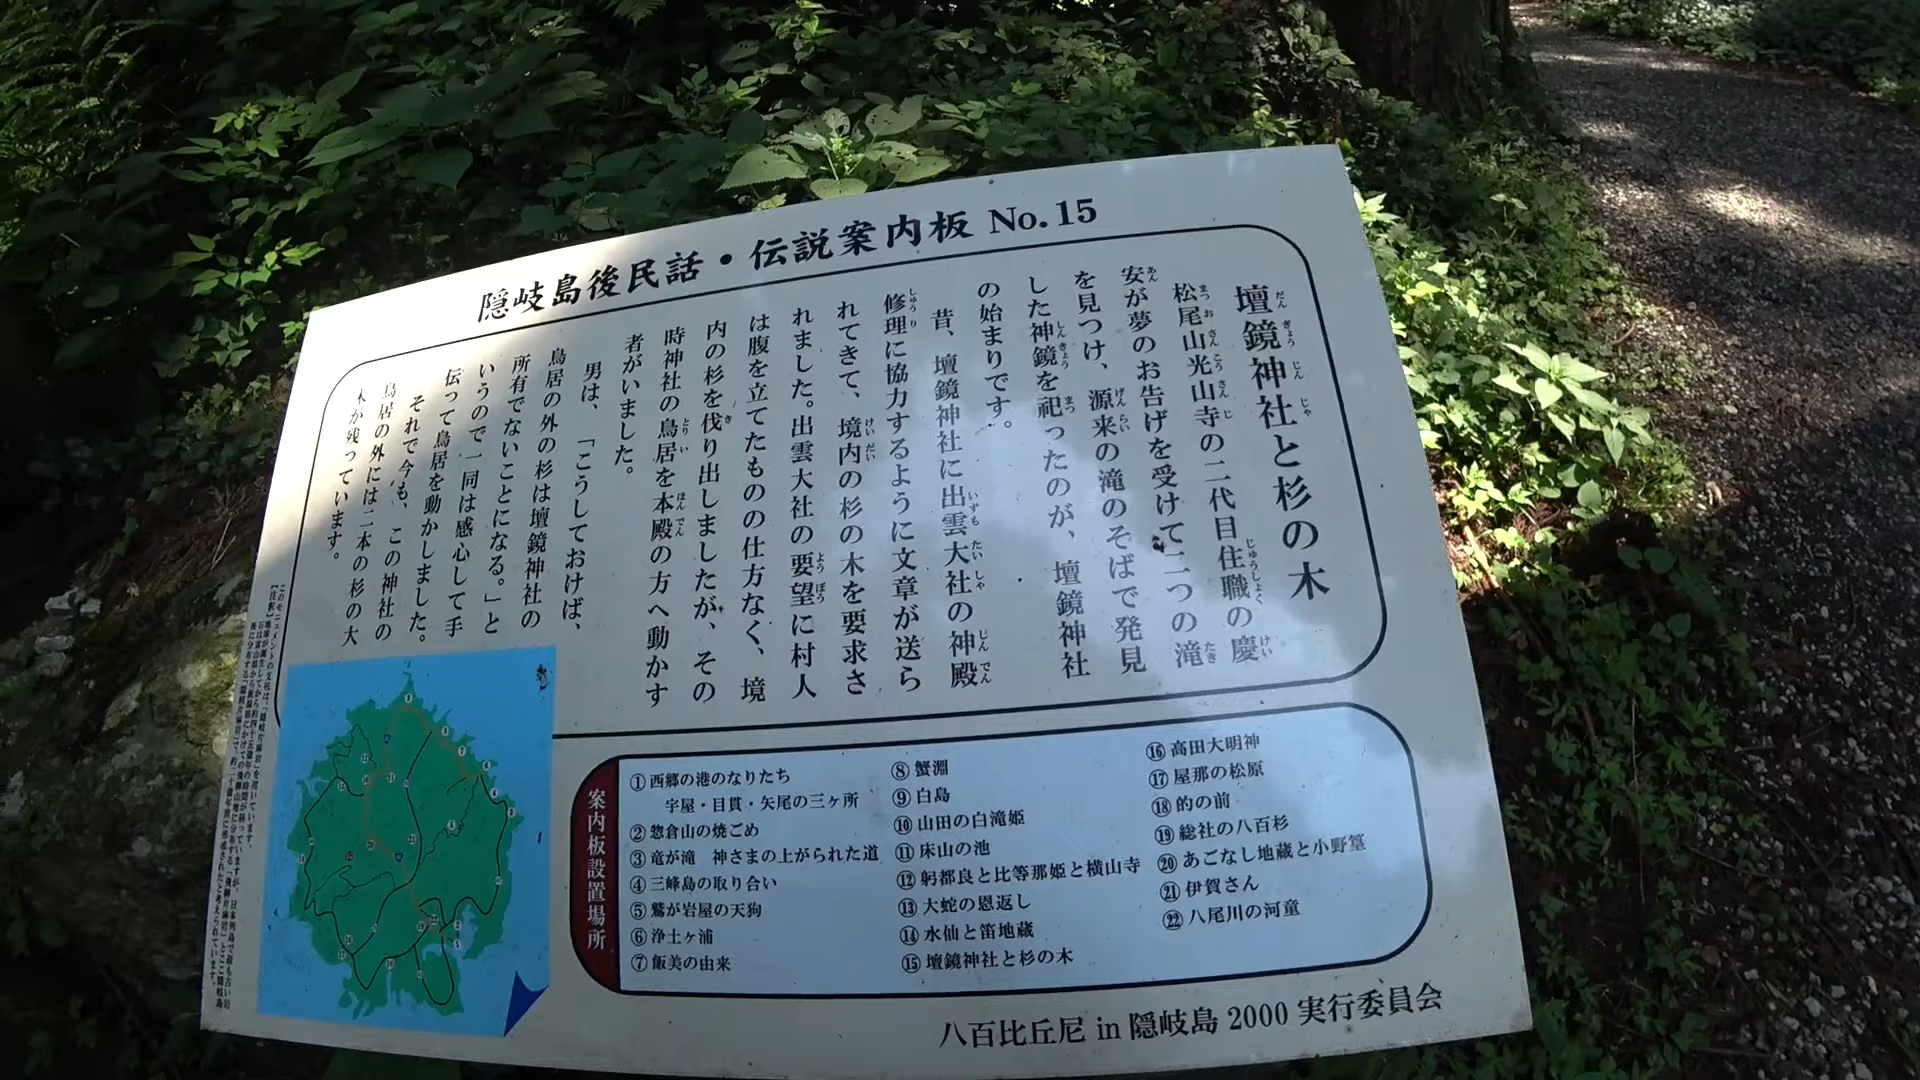 隠岐島後民話・伝説案内板 No.15
壇鏡神社と杉の木
松尾山光山寺の二代目住職の慶
安が夢のお告げを受けて二つの滝
を見つけ、源来の滝のそばで発見
した神鏡を祀ったのが、壇鏡神社
の始まりです。
昔、壇鏡神社に出雲大社の神殿
修理に協力するように文章が送ら
れてきて、境内の杉の木を要求さ
れました。出雲大社の要望に村人
は腹を立てたものの仕方なく、境
内の杉を伐り出しましたが、その
時神社の鳥居を本殿の方へ動かす
者がいました。
男は、「こうしておけば、
鳥居の外の杉は壇鏡神社の
所有でないことになる。」と
いうので一同は感心して手
伝って鳥居を動かしました。
それで今も、この神社の
鳥居の外には二本の杉の大
木が残っています。
案内板設置場所
①西郷の港のなりたち
宇屋・目貫・矢尾の三ヶ所
②惣倉山の焼ごめ
③竜が滝 神さまの上がられた道
④三峰島の取り合い
⑤鷲が岩屋の天狗
⑥浄土ヶ浦
⑦飯美の由来
⑧蟹淵
⑨白島
⑩山田の白滝姫
⑪床山の池
⑫躬都良と比等那姫と横山寺
⑬大蛇の恩返し
⑭水仙と笛地蔵
⑮壇鏡神社と杉の木
⑯高田大明神
⑰屋那の松原
⑱的の前
⑲総社の八百杉
⑳あごなし地蔵と小野篁
㉑伊賀さん
㉒八尾川の河童
八百比丘尼 in 隠岐島 2000 実行委員会